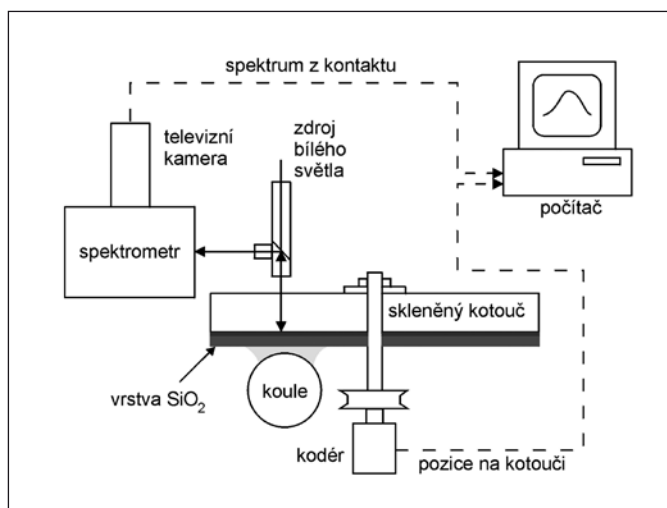 spektrum z kontaktu
televizní
kamera
zdroj
bílého
světla
počítač
spektrometr
skleněný kotouč
vrstva SiO₂
koule
kodér
pozice na kotouči